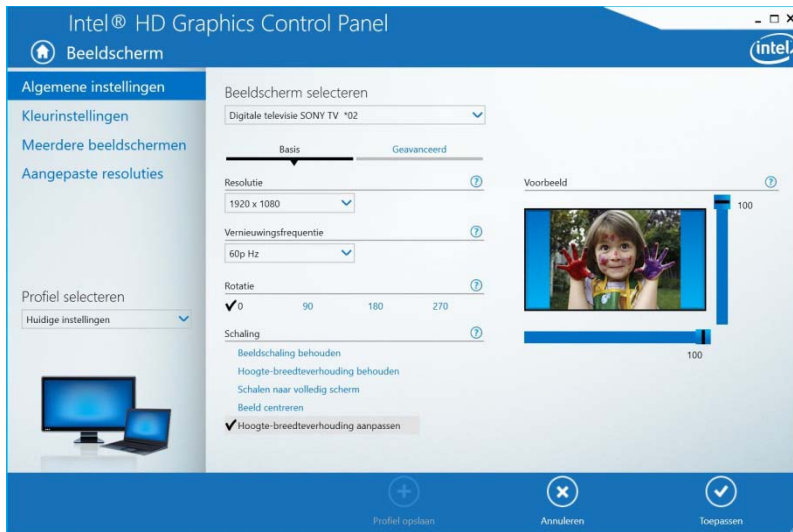 Intel® HD Graphics Control Panel
Beeldscherm
intel
Algemene instellingen
Kleurinstellingen
Meerdere beeldschermen
Aangepaste resoluties
Profiel selecteren
Huidige instellingen
Beeldscherm selecteren
Digitale televisie SONY TV *02
Basis Geavanceerd
Resolutie
1920 x 1080
Vernieuwingsfrequentie
60p Hz
Rotatie
0 90 180 270
Schaling
Beeldschaling behouden
Hoogte-breedteverhouding behouden
Schalen naar volledig scherm
Beeld centreren
Hoogte-breedteverhouding aanpassen
Voorbeeld
100
100
Profiel opslaan Annuleren Toepassen